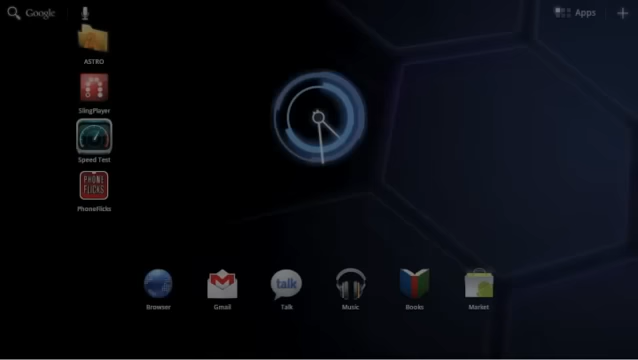 Google
Apps
ASTRO
SlingPlayer
Speed Test
PHONE
FLICKS
Phoneflicks
talk
Browser
Gmail
Talk
Music
Books
Market